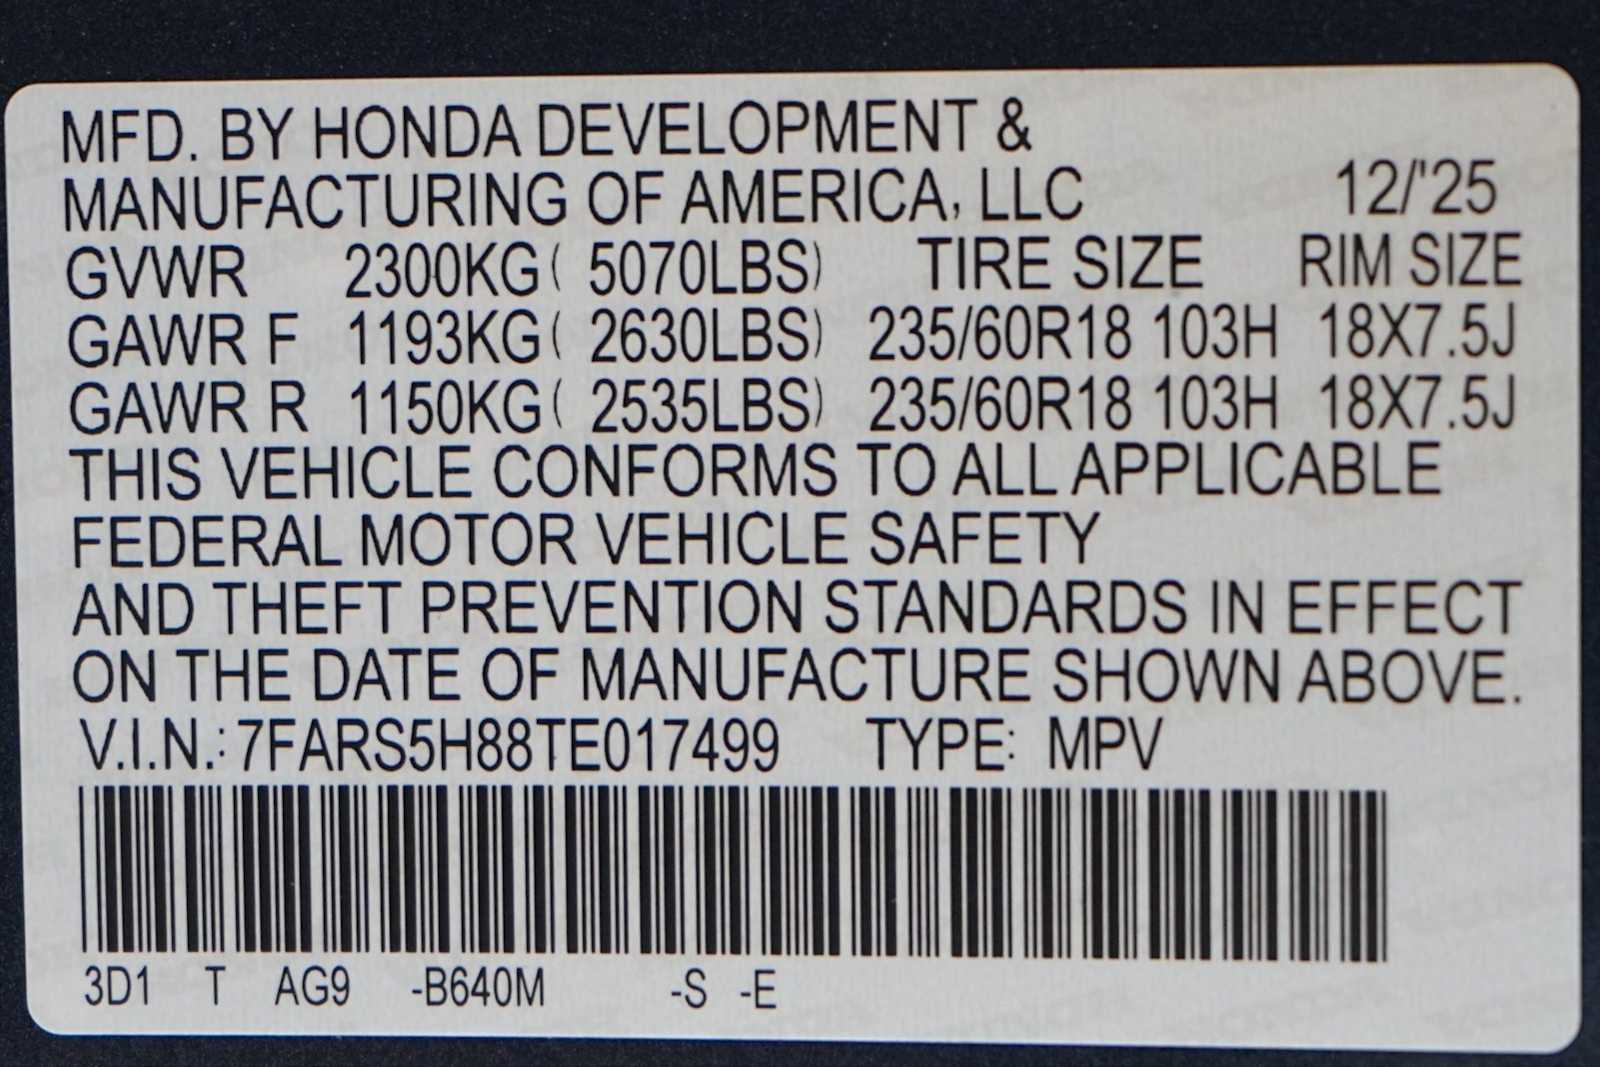 MFD. BY HONDA DEVELOPMENT &
MANUFACTURING OF AMERICA, LLC 12/'25
GVWR 2300KG ( 5070LBS) TIRE SIZE RIM SIZE
GAWR F 1193KG ( 2630LBS) 235/60R18 103H 18X7.5J
GAWR R 1150KG ( 2535LBS) 235/60R18 103H 18X7.5J
THIS VEHICLE CONFORMS TO ALL APPLICABLE
FEDERAL MOTOR VEHICLE SAFETY
AND THEFT PREVENTION STANDARDS IN EFFECT
ON THE DATE OF MANUFACTURE SHOWN ABOVE.
V.I.N.: 7FARS5H88TE017499 TYPE: MPV
3D1 T AG9 -B640M -S -E